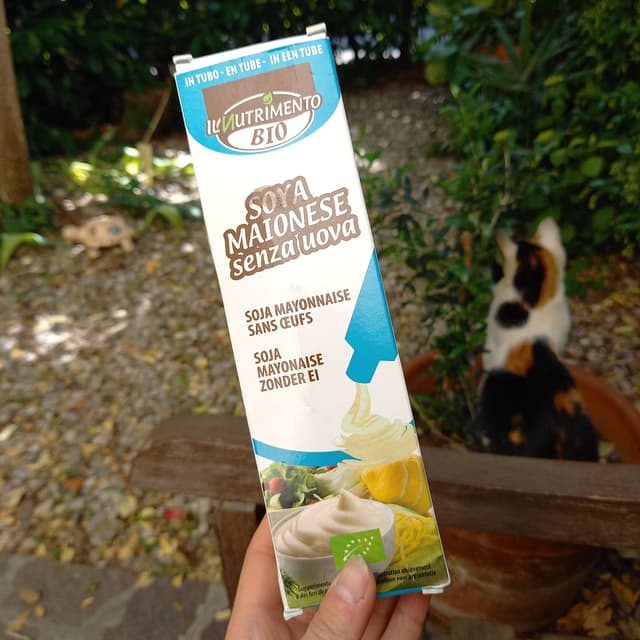 IN TUBO - EN TUBE - IN EEN TUBE
IL NUTRIMENTO
BIO
SOYA
MAIONESE
senza uova
SOJA MAYONNAISE
SANS ŒUFS
SOJA
MAYONAISE
ZONDER EI